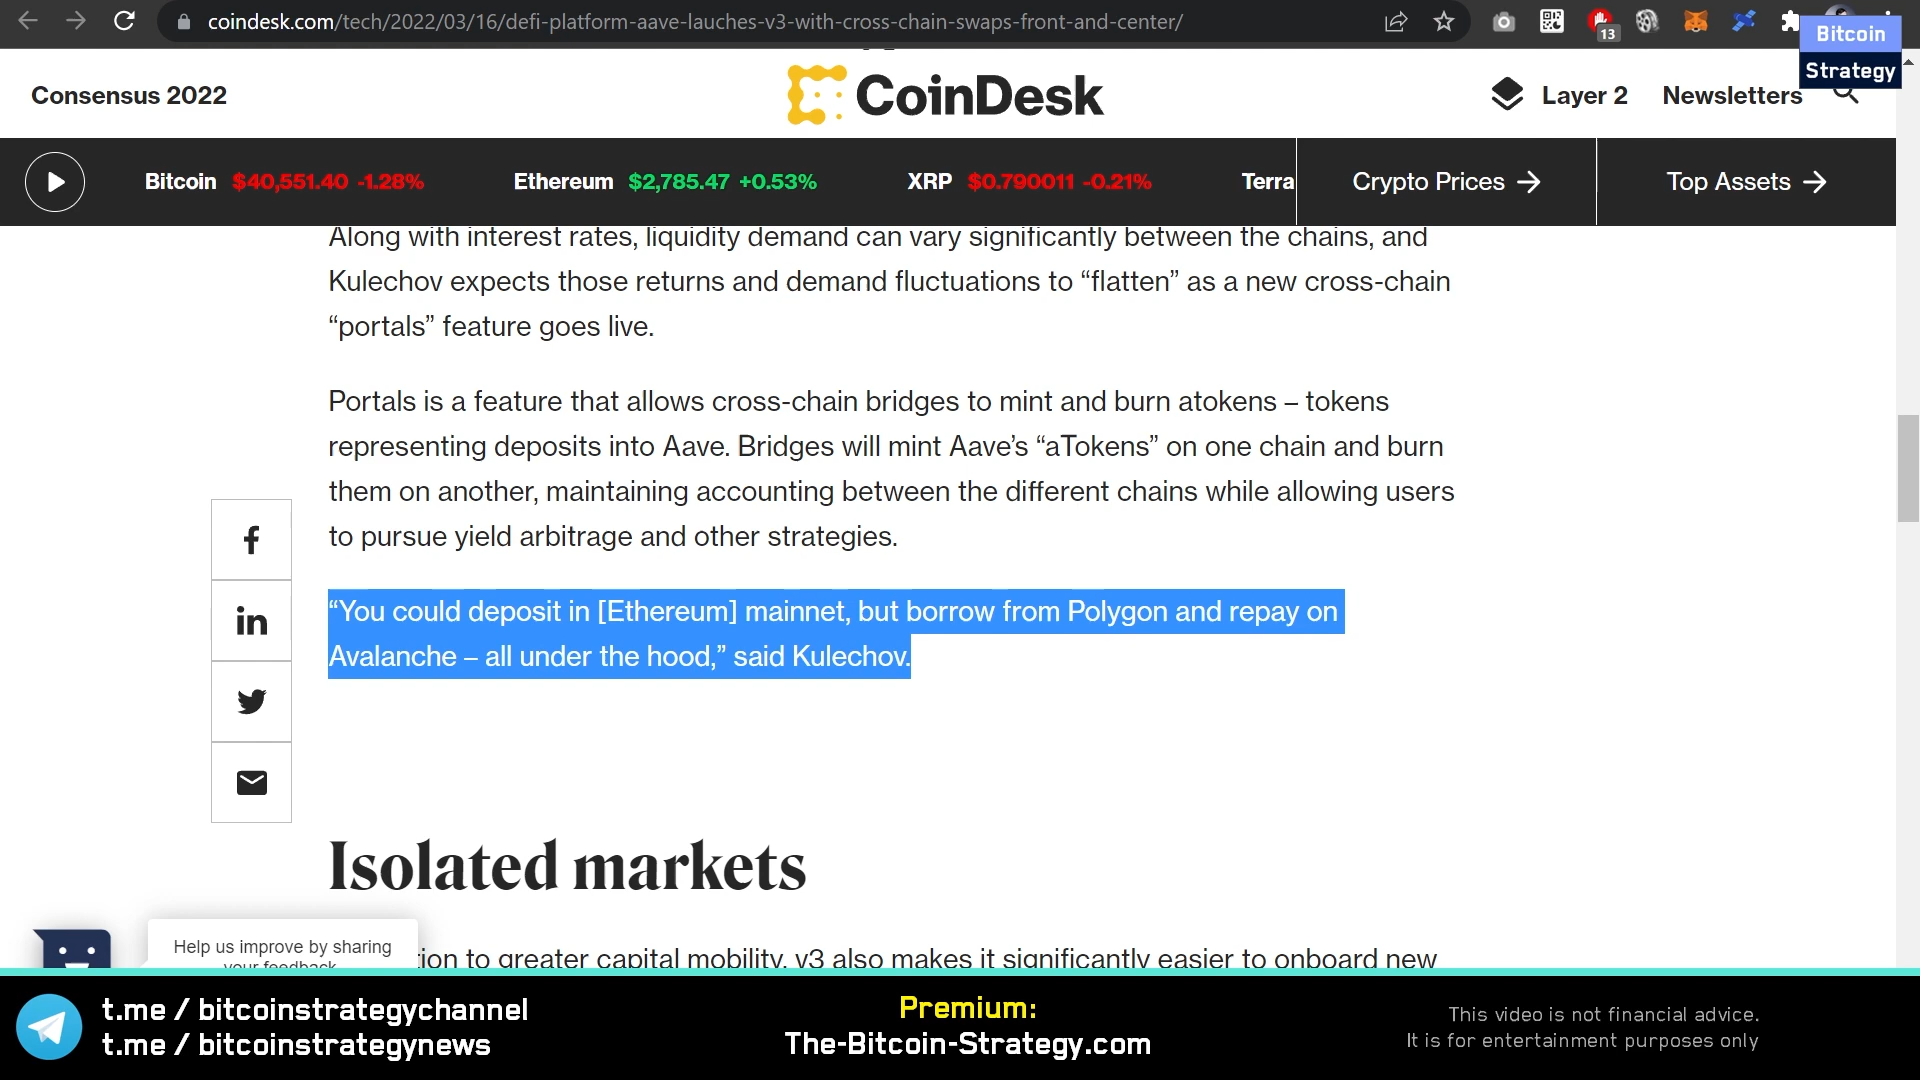 coindesk.com/tech/2022/03/16/defi-platform-aave-lauches-v3-with-cross-chain-swaps-front-and-center/
13
Bitcoin
Strategy
Consensus 2022
CoinDesk
Layer 2
Newsletters
Bitcoin $40,551.40 -1.28%
Ethereum $2,785.47 +0.53%
XRP $0.790011 -0.21%
Terra
Crypto Prices
Top Assets
Along with interest rates, liquidity demand can vary significantly between the chains, and
Kulechov expects those returns and demand fluctuations to “flatten” as a new cross-chain
“portals” feature goes live.
Portals is a feature that allows cross-chain bridges to mint and burn atokens – tokens
representing deposits into Aave. Bridges will mint Aave’s “aTokens” on one chain and burn
them on another, maintaining accounting between the different chains while allowing users
to pursue yield arbitrage and other strategies.
“You could deposit in [Ethereum] mainnet, but borrow from Polygon and repay on
Avalanche – all under the hood,” said Kulechov.
Isolated markets
Help us improve by sharing
your feedback
ion to greater capital mobility, v3 also makes it significantly easier to onboard new
t.me / bitcoinstrategychannel
t.me / bitcoinstrategynews
Premium:
The-Bitcoin-Strategy.com
This video is not financial advice.
It is for entertainment purposes only